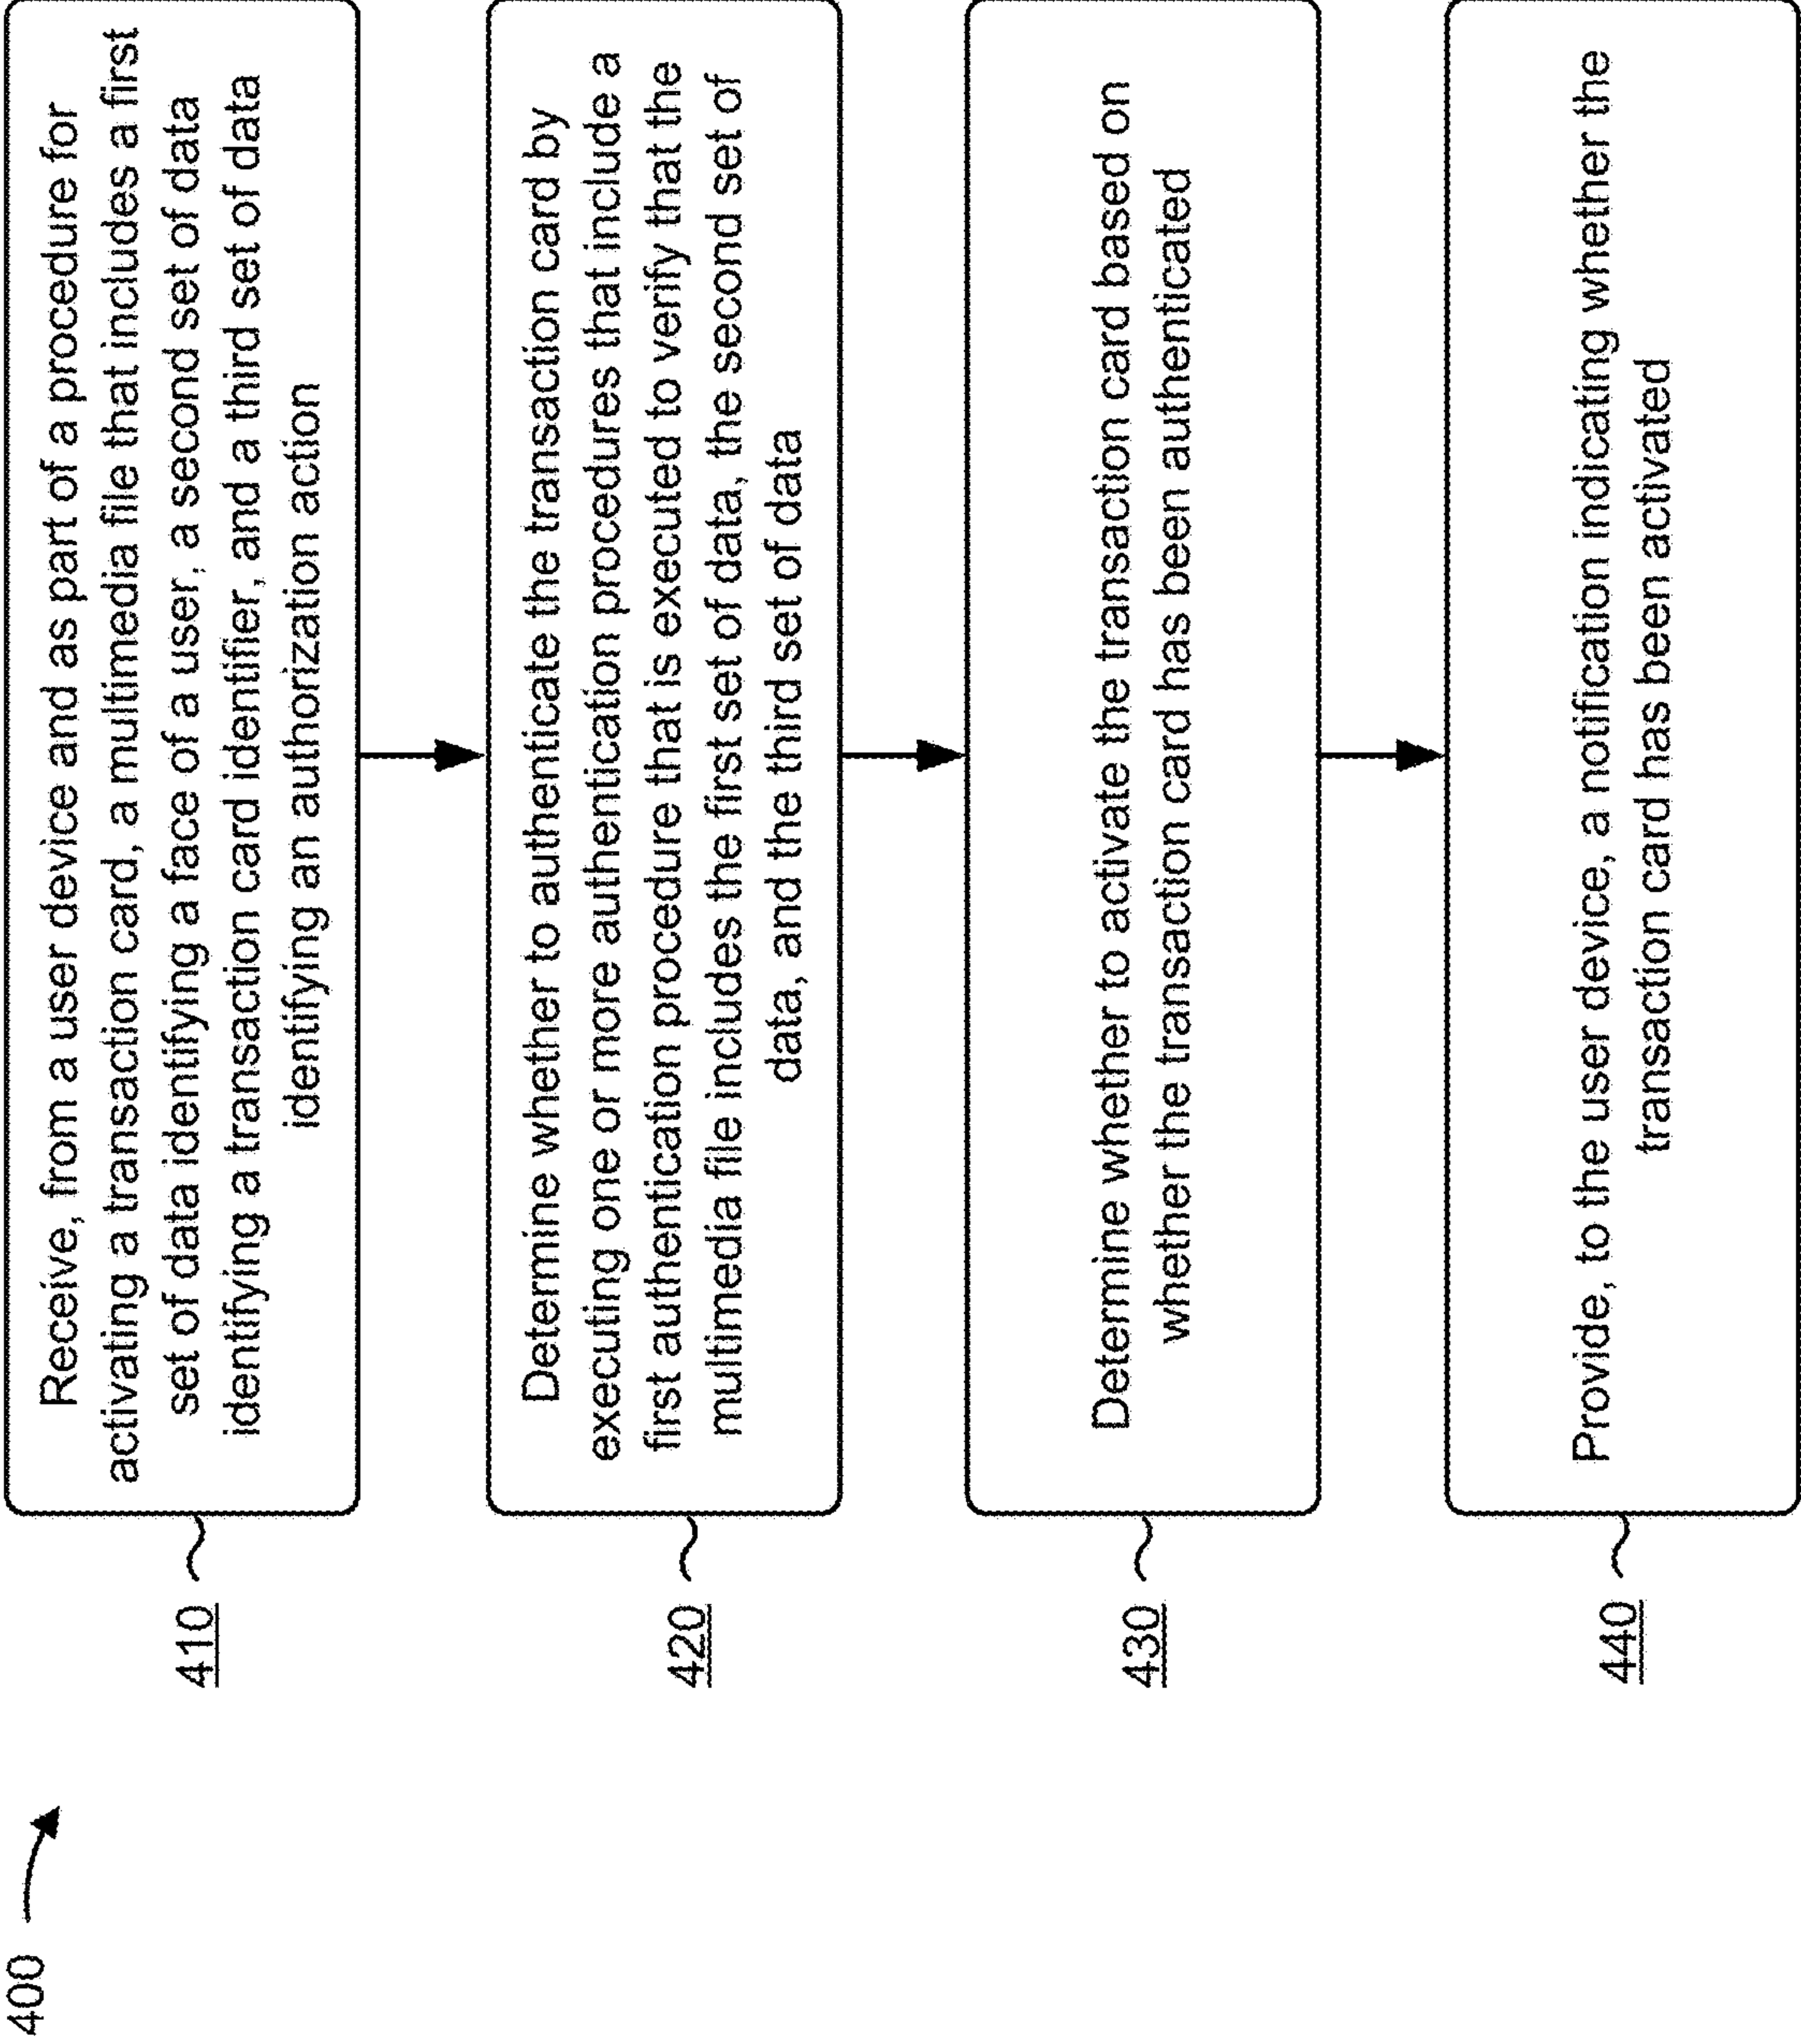 400
410
Receive, from a user device and as part of a procedure for
activating a transaction card, a multimedia file that includes a first
set of data identifying a face of a user, a second set of data
identifying a transaction card identifier, and a third set of data
identifying an authorization action
420
Determine whether to authenticate the transaction card by
executing one or more authentication procedures that include a
first authentication procedure that is executed to verify that the
multimedia file includes the first set of data, the second set of
data, and the third set of data
430
Determine whether to activate the transaction card based on
whether the transaction card has been authenticated
440
Provide, to the user device, a notification indicating whether the
transaction card has been activated